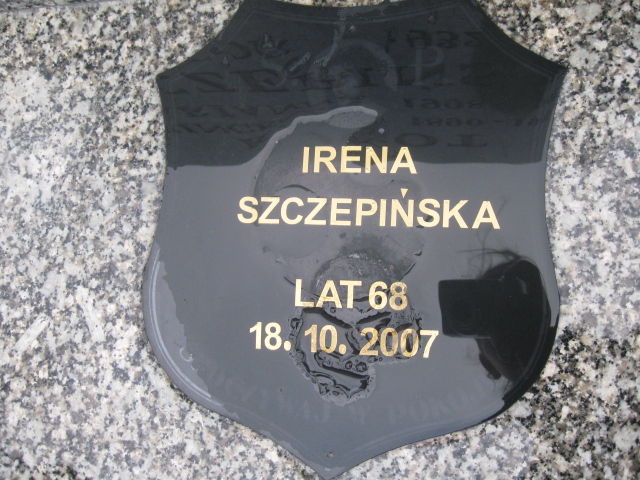 IRENA
SZCZEPIŃSKA
LAT 68
18. 10. 2007